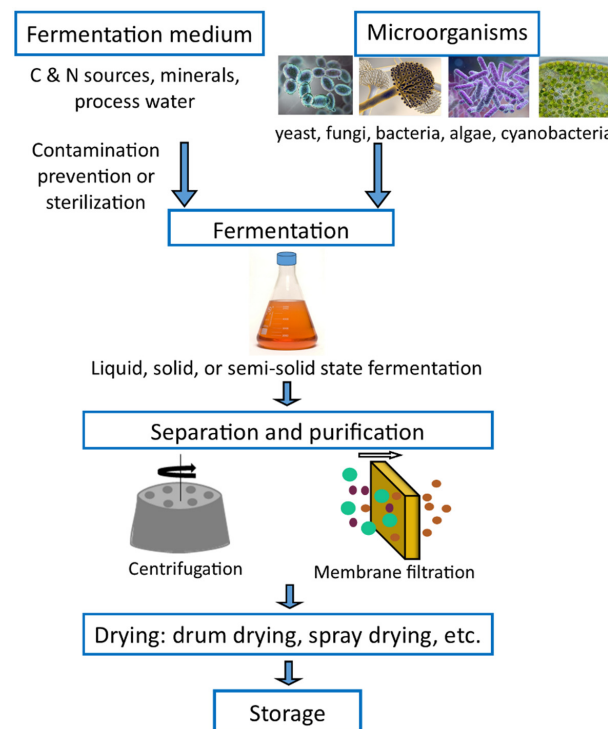 Fermentation medium
C & N sources, minerals,
process water
Microorganisms
yeast, fungi, bacteria, algae, cyanobacteria
Contamination
prevention or
sterilization
Fermentation
Liquid, solid, or semi-solid state fermentation
Separation and purification
Centrifugation
Membrane filtration
Drying: drum drying, spray drying, etc.
Storage